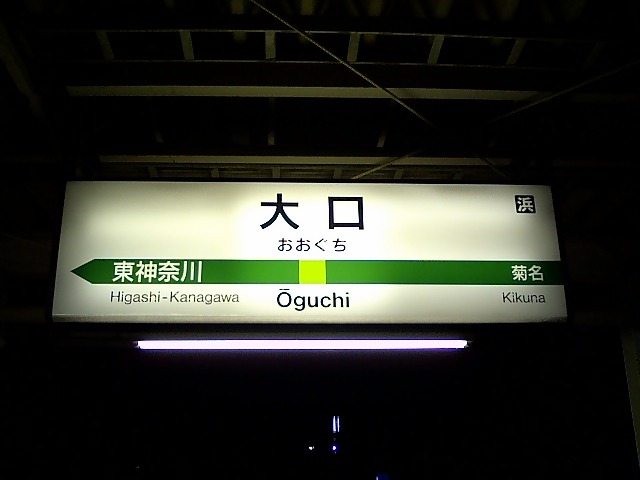 大口
浜
おおぐち
東神奈川
菊名
Higashi-Kanagawa
Ōguchi
Kikuna